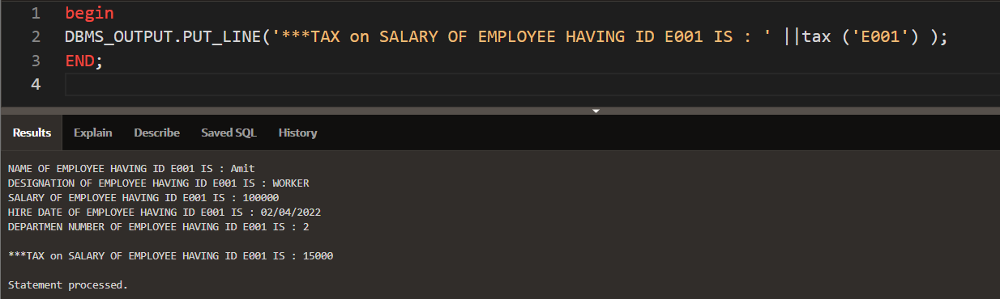 1 begin
2 DBMS_OUTPUT.PUT_LINE('***TAX on SALARY OF EMPLOYEE HAVING ID E001 IS : ' ||tax ('E001') );
3 END;
4
Results Explain Describe Saved SQL History
NAME OF EMPLOYEE HAVING ID E001 IS : Amit
DESIGNATION OF EMPLOYEE HAVING ID E001 IS : WORKER
SALARY OF EMPLOYEE HAVING ID E001 IS : 100000
HIRE DATE OF EMPLOYEE HAVING ID E001 IS : 02/04/2022
DEPARTMEN NUMBER OF EMPLOYEE HAVING ID E001 IS : 2
***TAX on SALARY OF EMPLOYEE HAVING ID E001 IS : 15000
Statement processed.